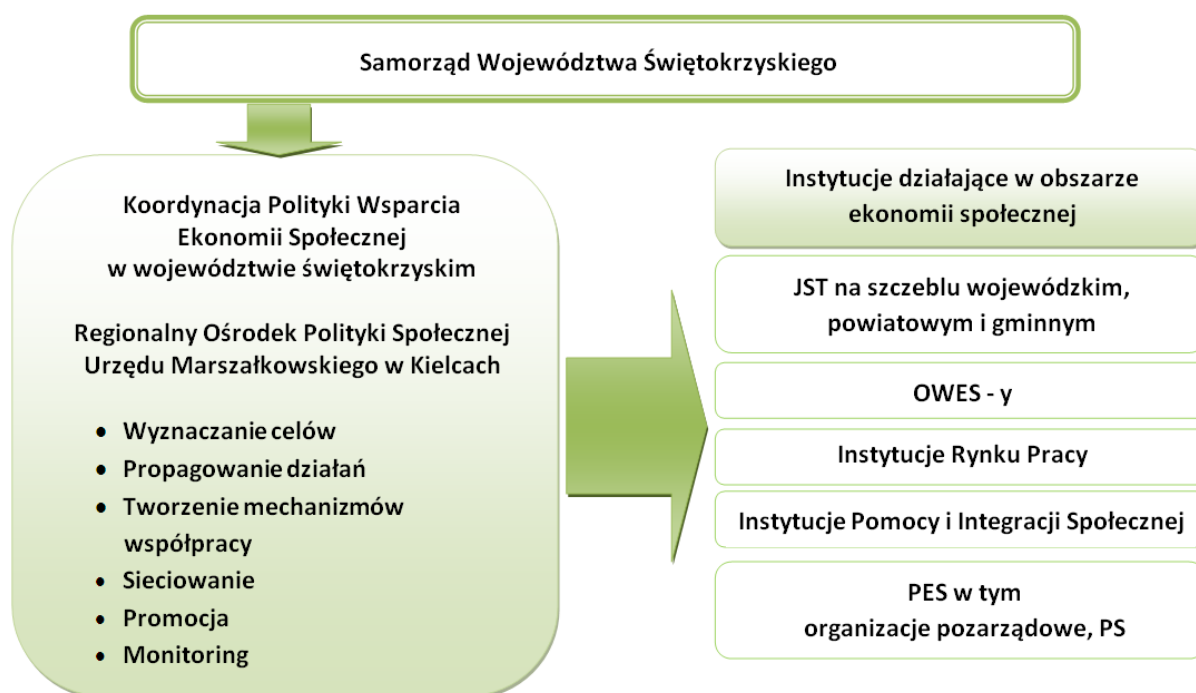 Samorząd Województwa Świętokrzyskiego
Koordynacja Polityki Wsparcia
Ekonomii Społecznej
w województwie świętokrzyskim
Regionalny Ośrodek Polityki Społecznej
Urzędu Marszałkowskiego w Kielcach
• Wyznaczanie celów
• Propagowanie działań
• Tworzenie mechanizmów
współpracy
• Sieciowanie
• Promocja
• Monitoring
Instytucje działające w obszarze
ekonomii społecznej
JST na szczeblu wojewódzkim,
powiatowym i gminnym
OWES - y
Instytucje Rynku Pracy
Instytucje Pomocy i Integracji Społecznej
PES w tym
organizacje pozarządowe, PS